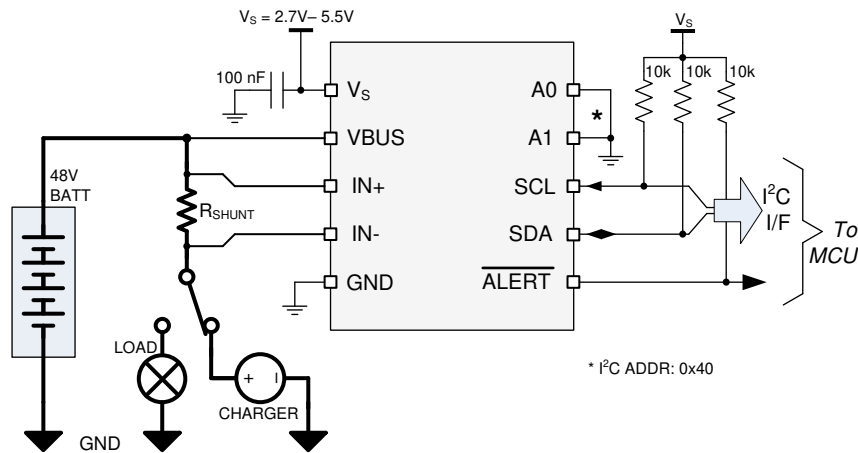 V_S = 2.7V– 5.5V
V_S
100 nF
10k 10k 10k
V_S
A0
*
VBUS
A1
48V
BATT
IN+
SCL
I²C
I/F
R_SHUNT
IN-
SDA
To
MCU
GND
ALERT
LOAD
* I²C ADDR: 0x40
+ I
CHARGER
GND